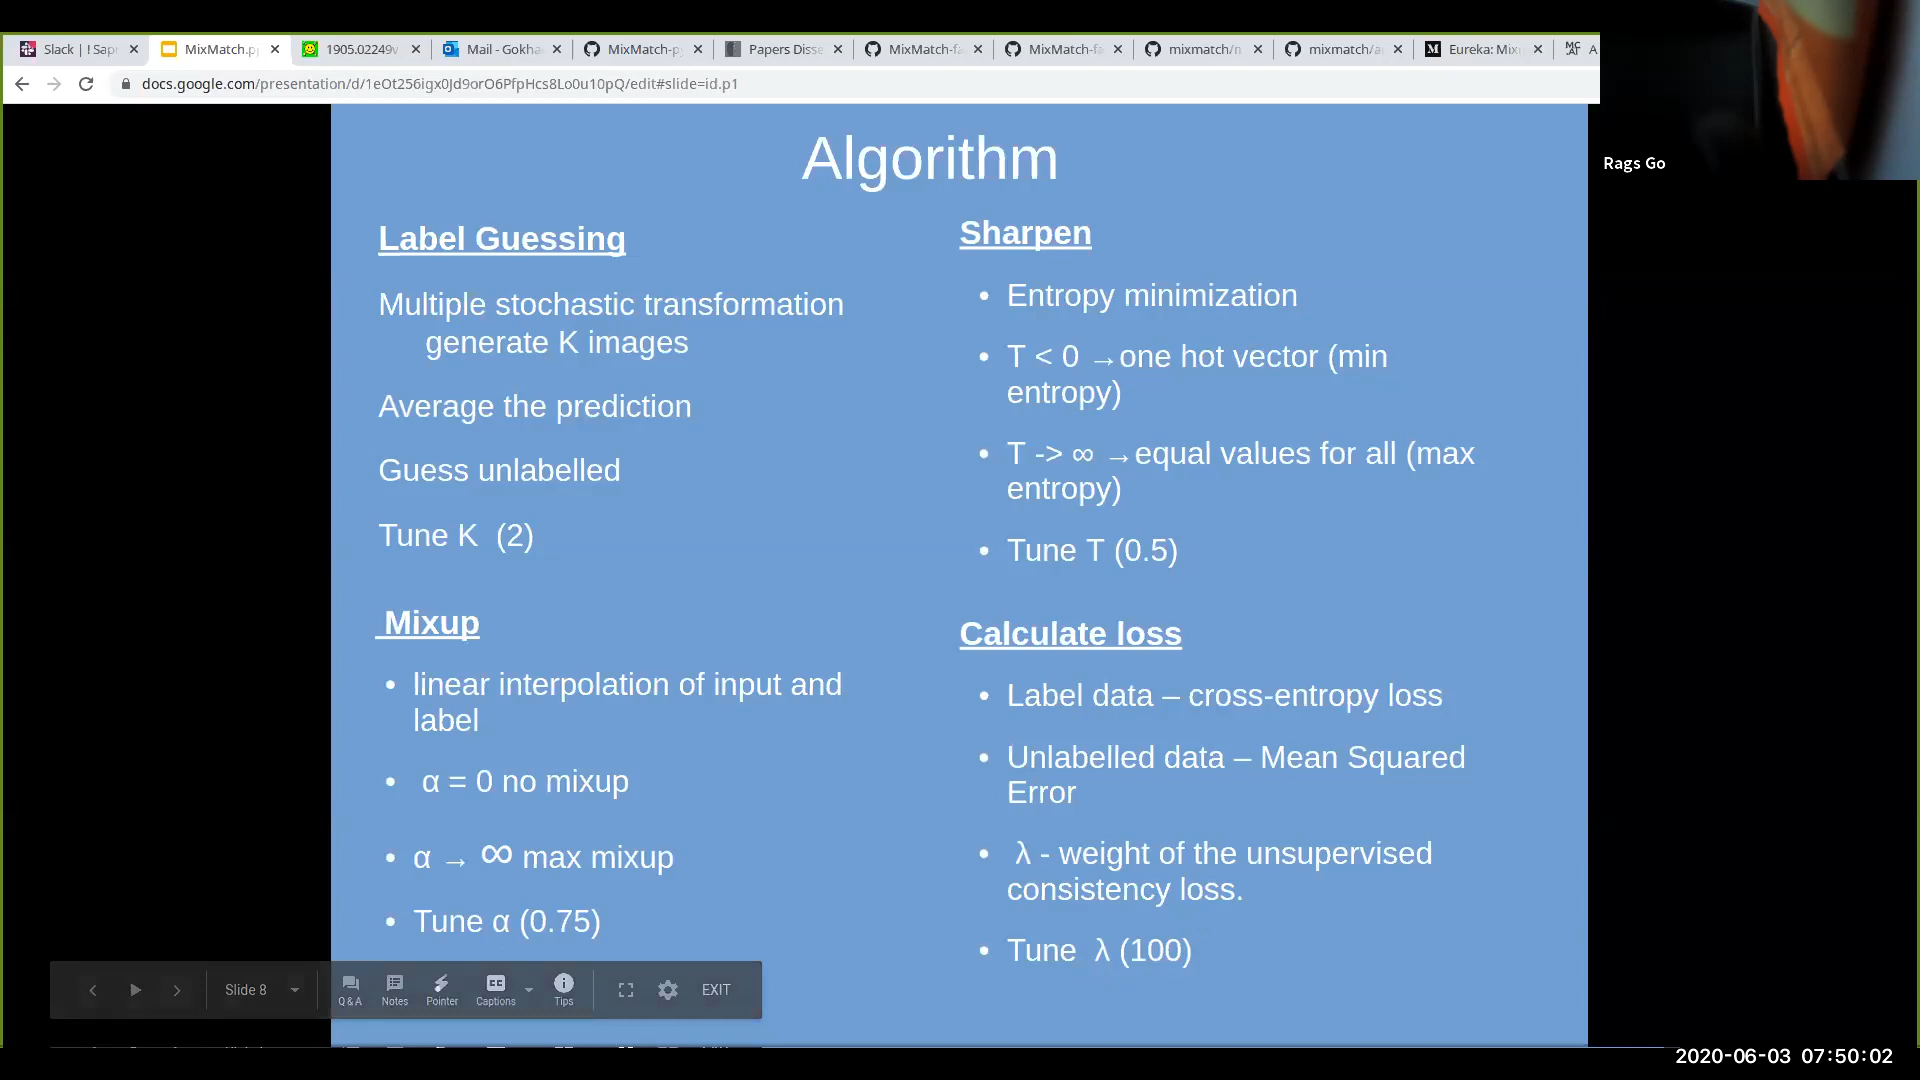 Slack | ! Sap
MixMatch.p
1905.02249v
Mail - Gokha
MixMatch-p
Papers Disse
MixMatch-fa
MixMatch-fa
mixmatch/
mixmatch/a
Eureka: Mix
A
docs.google.com/presentation/d/1eOt256igx0Jd9orO6PfpHcs8Lo0u10pQ/edit#slide=id.p1
Rags Go
Algorithm
Label Guessing
Multiple stochastic transformation
generate K images
Average the prediction
Guess unlabelled
Tune K (2)
Mixup
• linear interpolation of input and
label
• α = 0 no mixup
• α → ∞ max mixup
• Tune α (0.75)
Sharpen
• Entropy minimization
• T < 0 →one hot vector (min
entropy)
• T -> ∞ →equal values for all (max
entropy)
• Tune T (0.5)
Calculate loss
• Label data – cross-entropy loss
• Unlabelled data – Mean Squared
Error
• λ - weight of the unsupervised
consistency loss.
• Tune λ (100)
Slide 8
Q & A
Notes
Pointer
CC
Captions
Tips
EXIT
2020-06-03 07:50:02